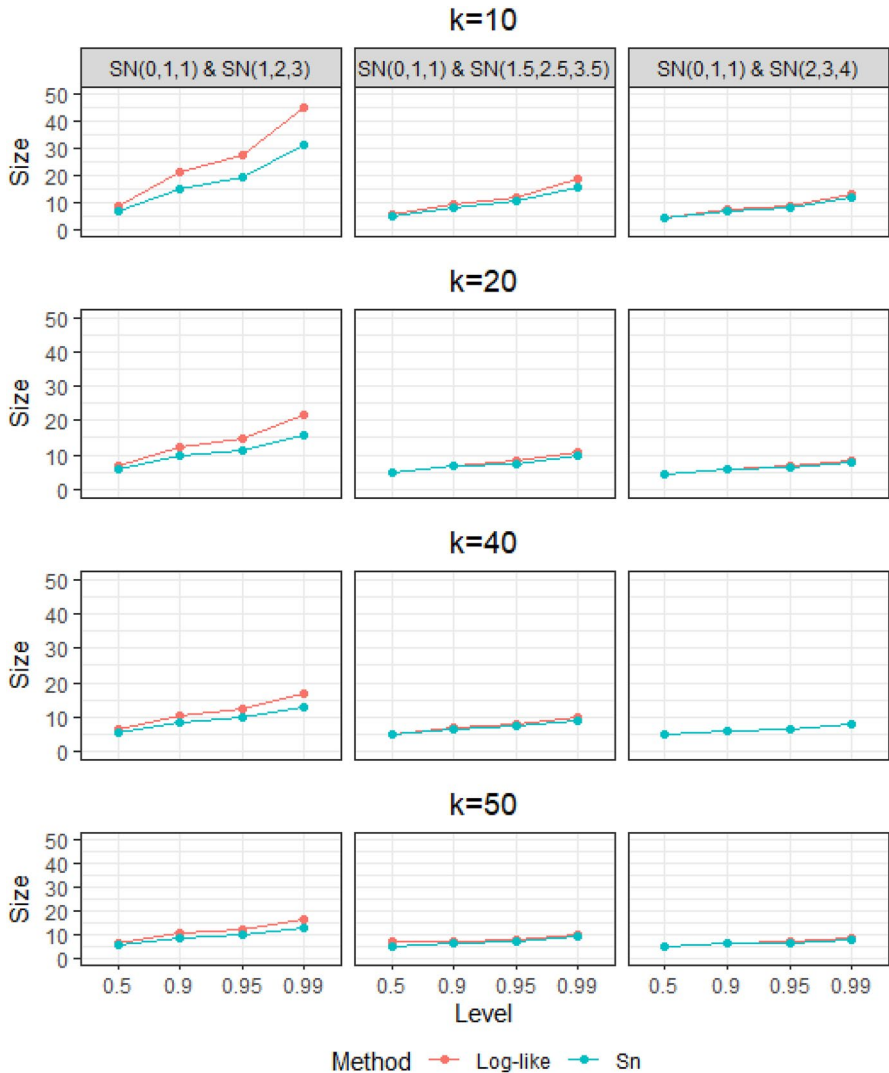 k=10
SN(0,1,1) & SN(1,2,3)
SN(0,1,1) & SN(1.5,2.5,3.5)
SN(0,1,1) & SN(2,3,4)
50
40
30
20
10
0
Size
k=20
50
40
30
20
10
0
Size
k=40
50
40
30
20
10
0
Size
k=50
50
40
30
20
10
0
Size
0.5 0.9 0.95 0.99
0.5 0.9 0.95 0.99
0.5 0.9 0.95 0.99
Level
Method Log-like Sn